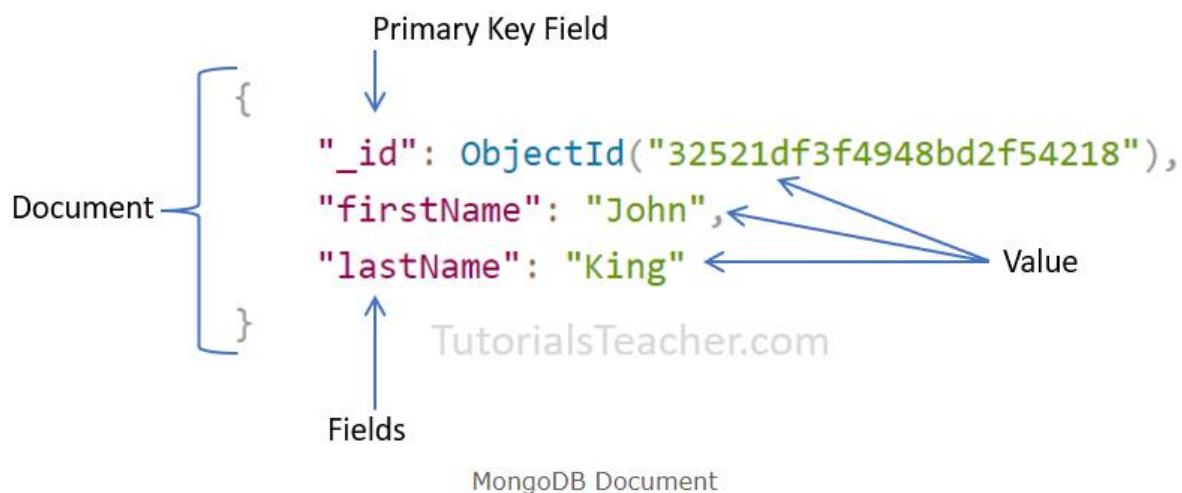 Primary Key Field
{
"_id": ObjectId("32521df3f4948bd2f54218"),
Document
"firstName": "John",
"lastName": "King"
Value
}
TutorialsTeacher.com
Fields
MongoDB Document